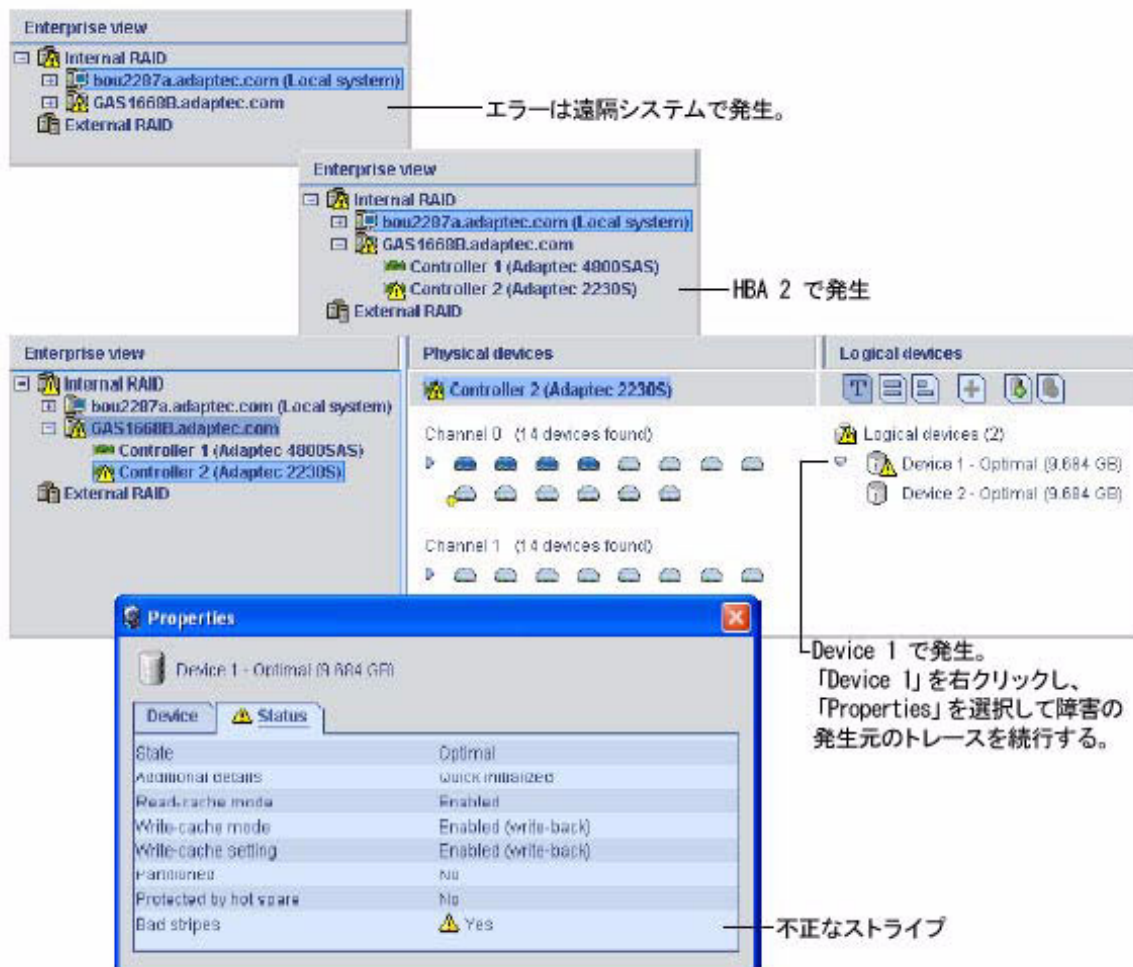 Enterprise view
Internal RAID
bou2287a.adaptec.com (Local system)
GAS1668B.adaptec.com
External RAID
エラーは遠隔システムで発生。
Enterprise view
Internal RAID
bou2287a.adaptec.com (Local system)
GAS1668B.adaptec.com
Controller 1 (Adaptec 4800SAS)
Controller 2 (Adaptec 2230S)
External RAID
HBA 2 で発生
Enterprise view
Internal RAID
bou2287a.adaptec.com (Local system)
GAS1668B.adaptec.com
Controller 1 (Adaptec 4800SAS)
Controller 2 (Adaptec 2230S)
External RAID
Physical devices
Controller 2 (Adaptec 2230S)
Channel 0 (14 devices found)
Channel 1 (14 devices found)
Logical devices
T
Logical devices (2)
Device 1 - Optimal (9.684 GB)
Device 2 - Optimal (9.684 GB)
Device 1 で発生。
「Device 1」を右クリックし、
「Properties」を選択して障害の
発生元のトレースを続行する。
Properties
Device 1 - Optimal (9.684 GB)
Device Status
State Optimal
Additional details Quick initialized
Read-cache mode Enabled
Write-cache mode Enabled (write-back)
Write-cache setting Enabled (write-back)
Partitioned No
Protected by hot spare No
Bad stripes Yes
不正なストライプ